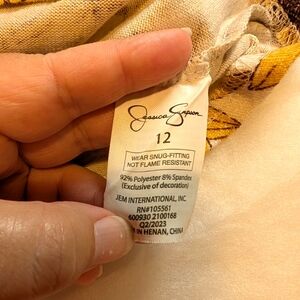 Jessica Simpson
12
WEAR SNUG-FITTING
NOT FLAME RESISTANT
92% Polyester 8% Spandex
(Exclusive of decoration)
JEM INTERNATIONAL, INC
RN#105561
600930 2100168
Q2/2023
IN HENAN, CHINA